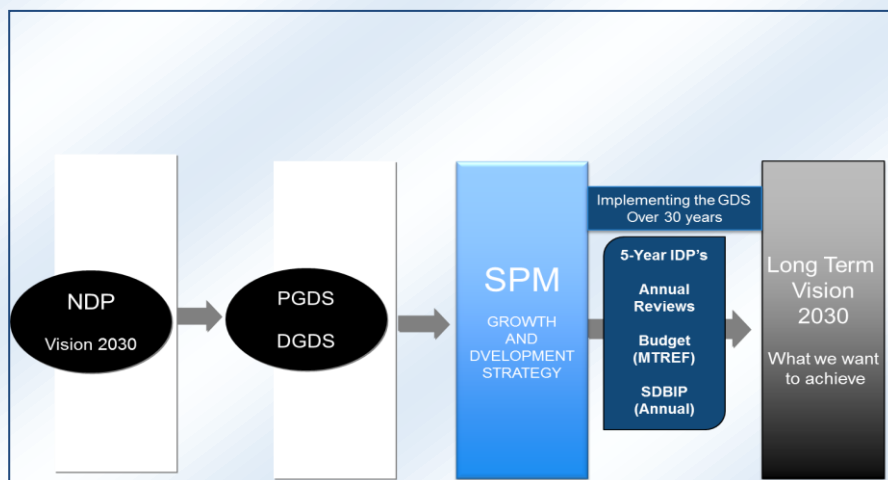 NDP
Vision 2030
PGDS
DGDS
SPM
GROWTH
AND
DVELOPMENT
STRATEGY
Implementing the GDS
Over 30 years
5-Year IDP's
Annual
Reviews
Budget
(MTREF)
SDBIP
(Annual)
Long Term
Vision
2030
What we want
to achieve